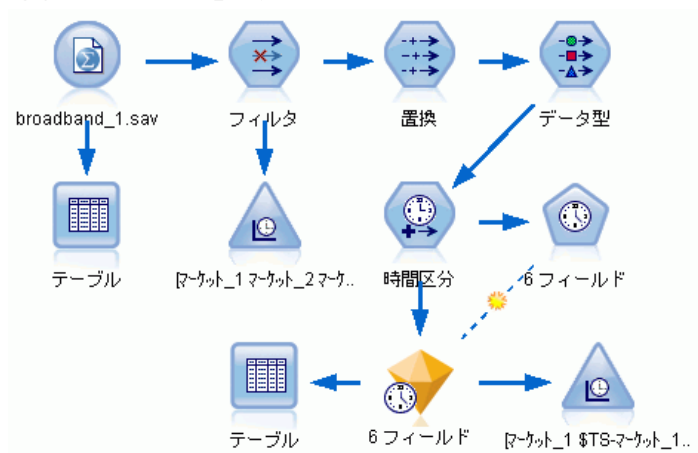 broadband_1.sav
フィルタ
置換
データ型
テーブル
[マーケット_1 マーケット_2 マーケ..
時間区分
6 フィールド
テーブル
6 フィールド
[マーケット_1 $TS-マーケット_1..